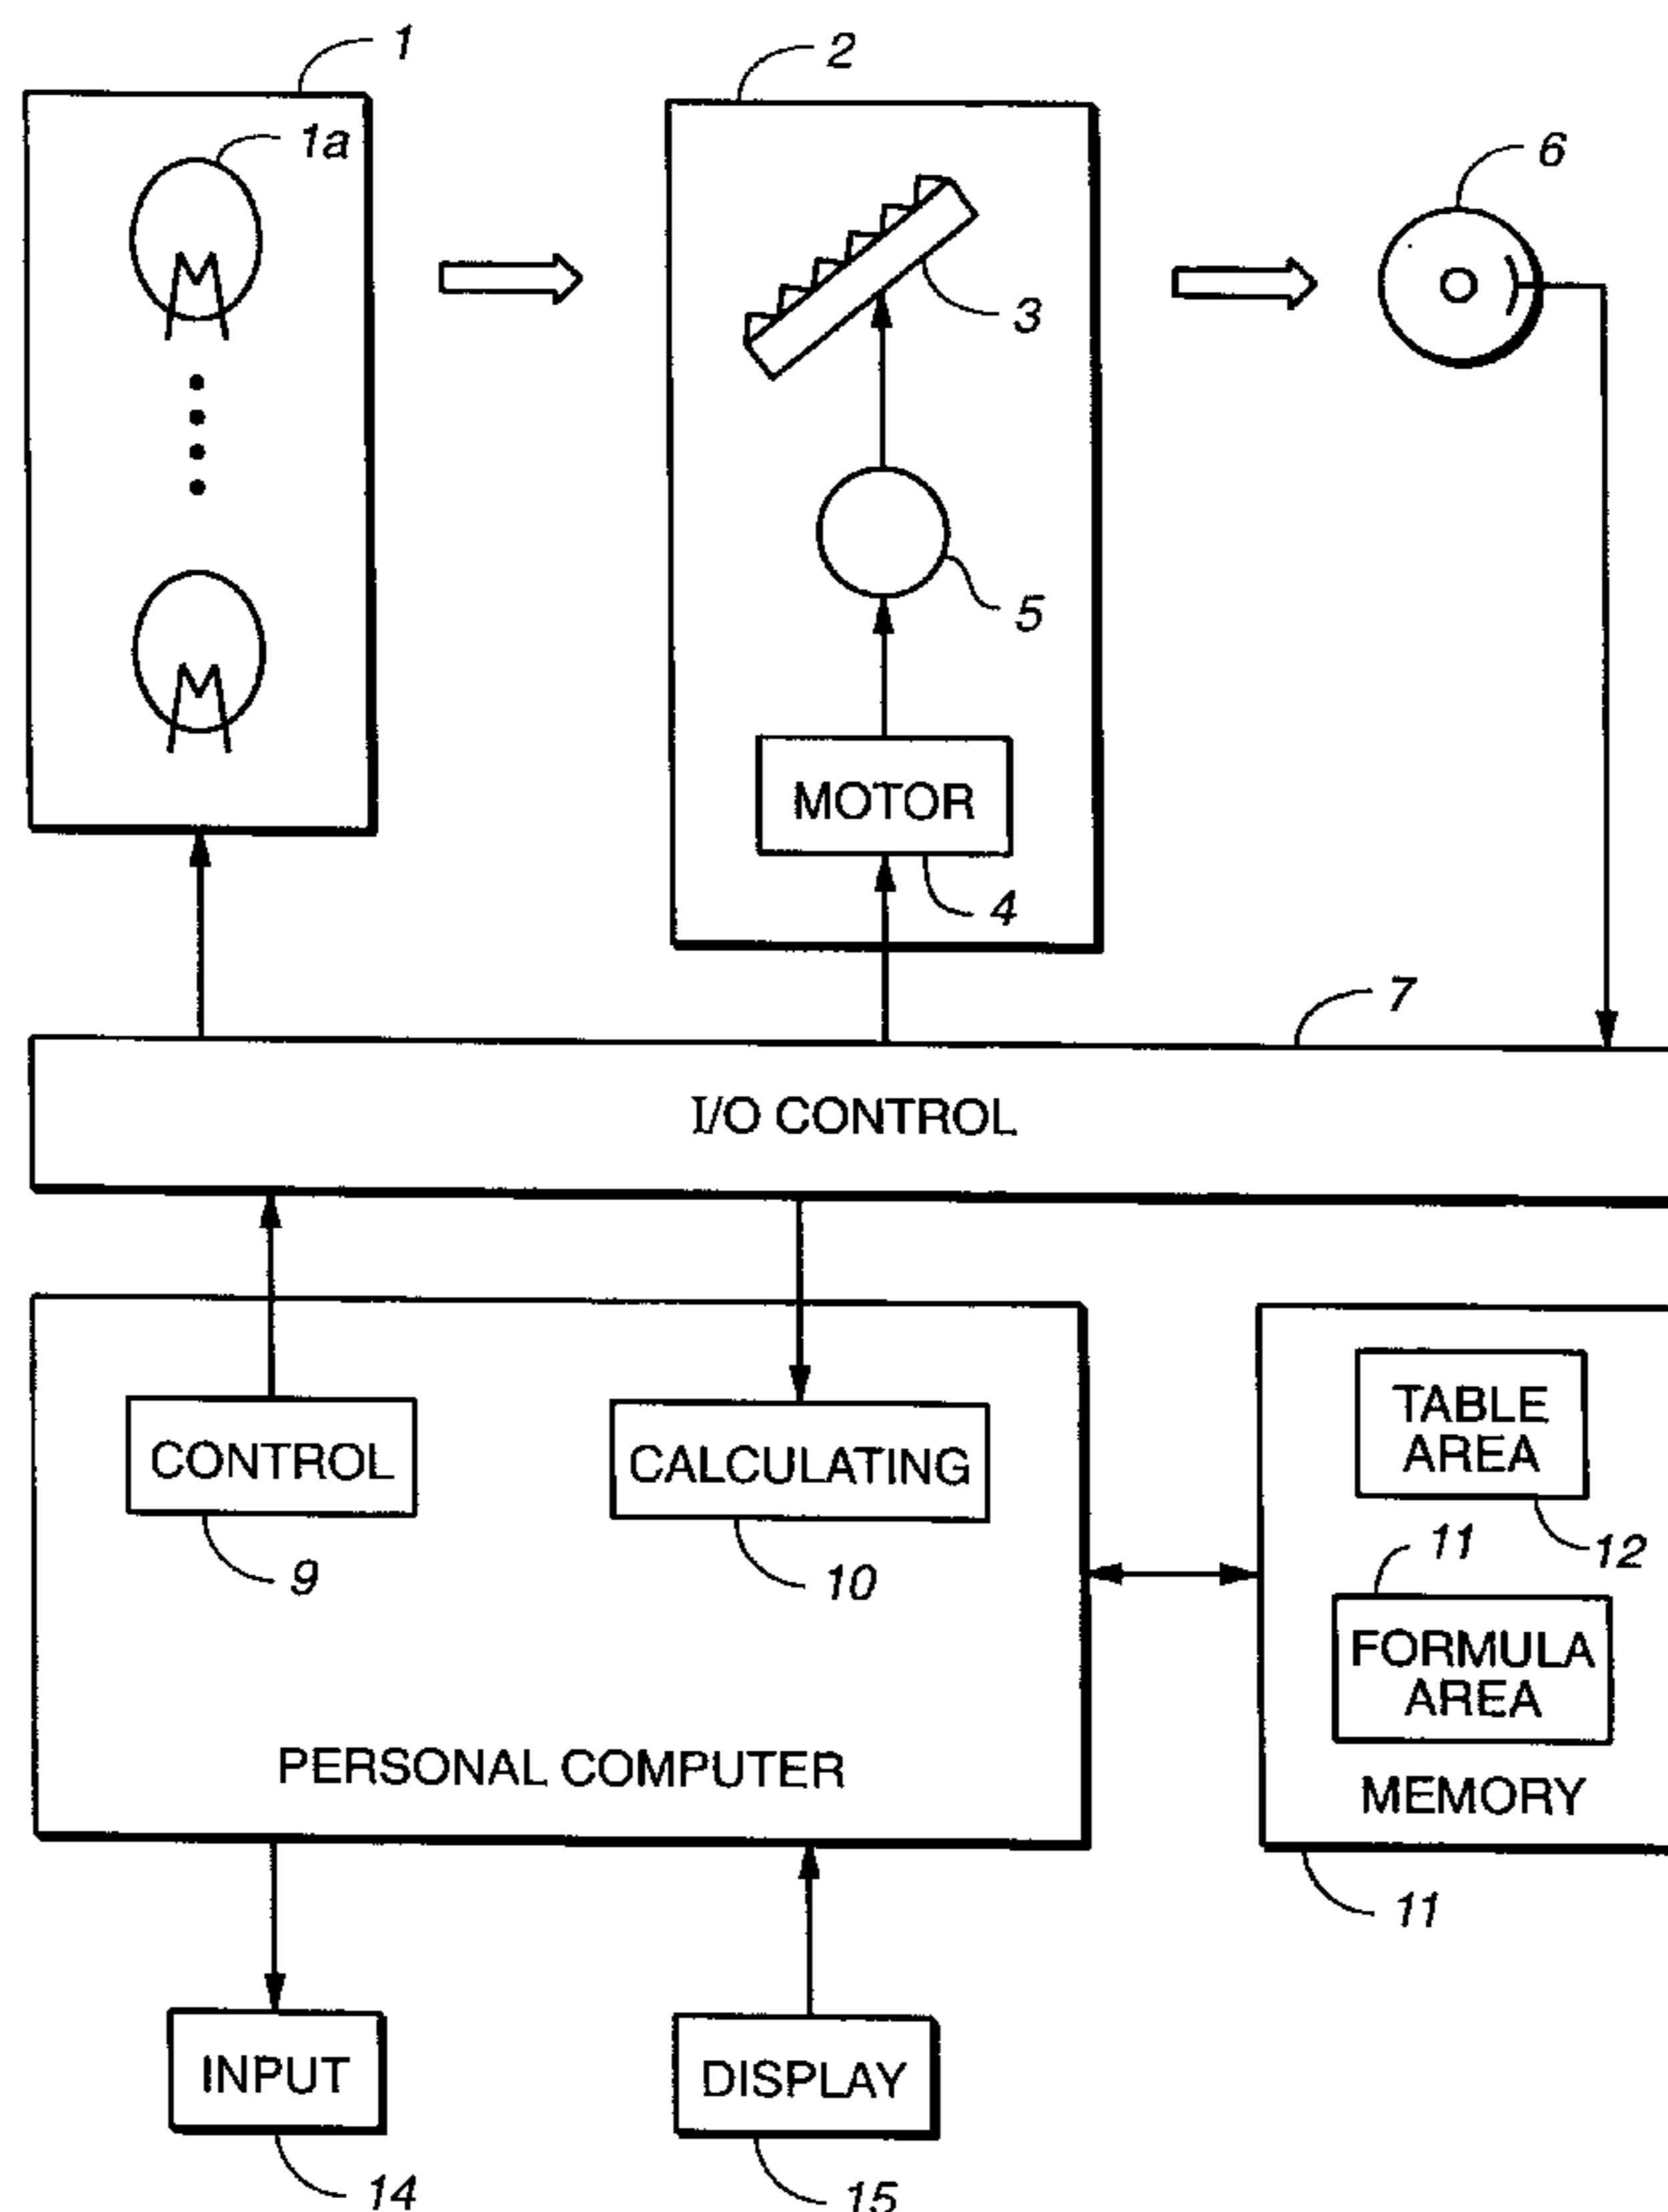 1
2
1a
6
3
5
MOTOR
4
7
I/O CONTROL
CONTROL
CALCULATING
TABLE
AREA
9
10
12
11
FORMULA
AREA
PERSONAL COMPUTER
MEMORY
11
INPUT
DISPLAY
14
15